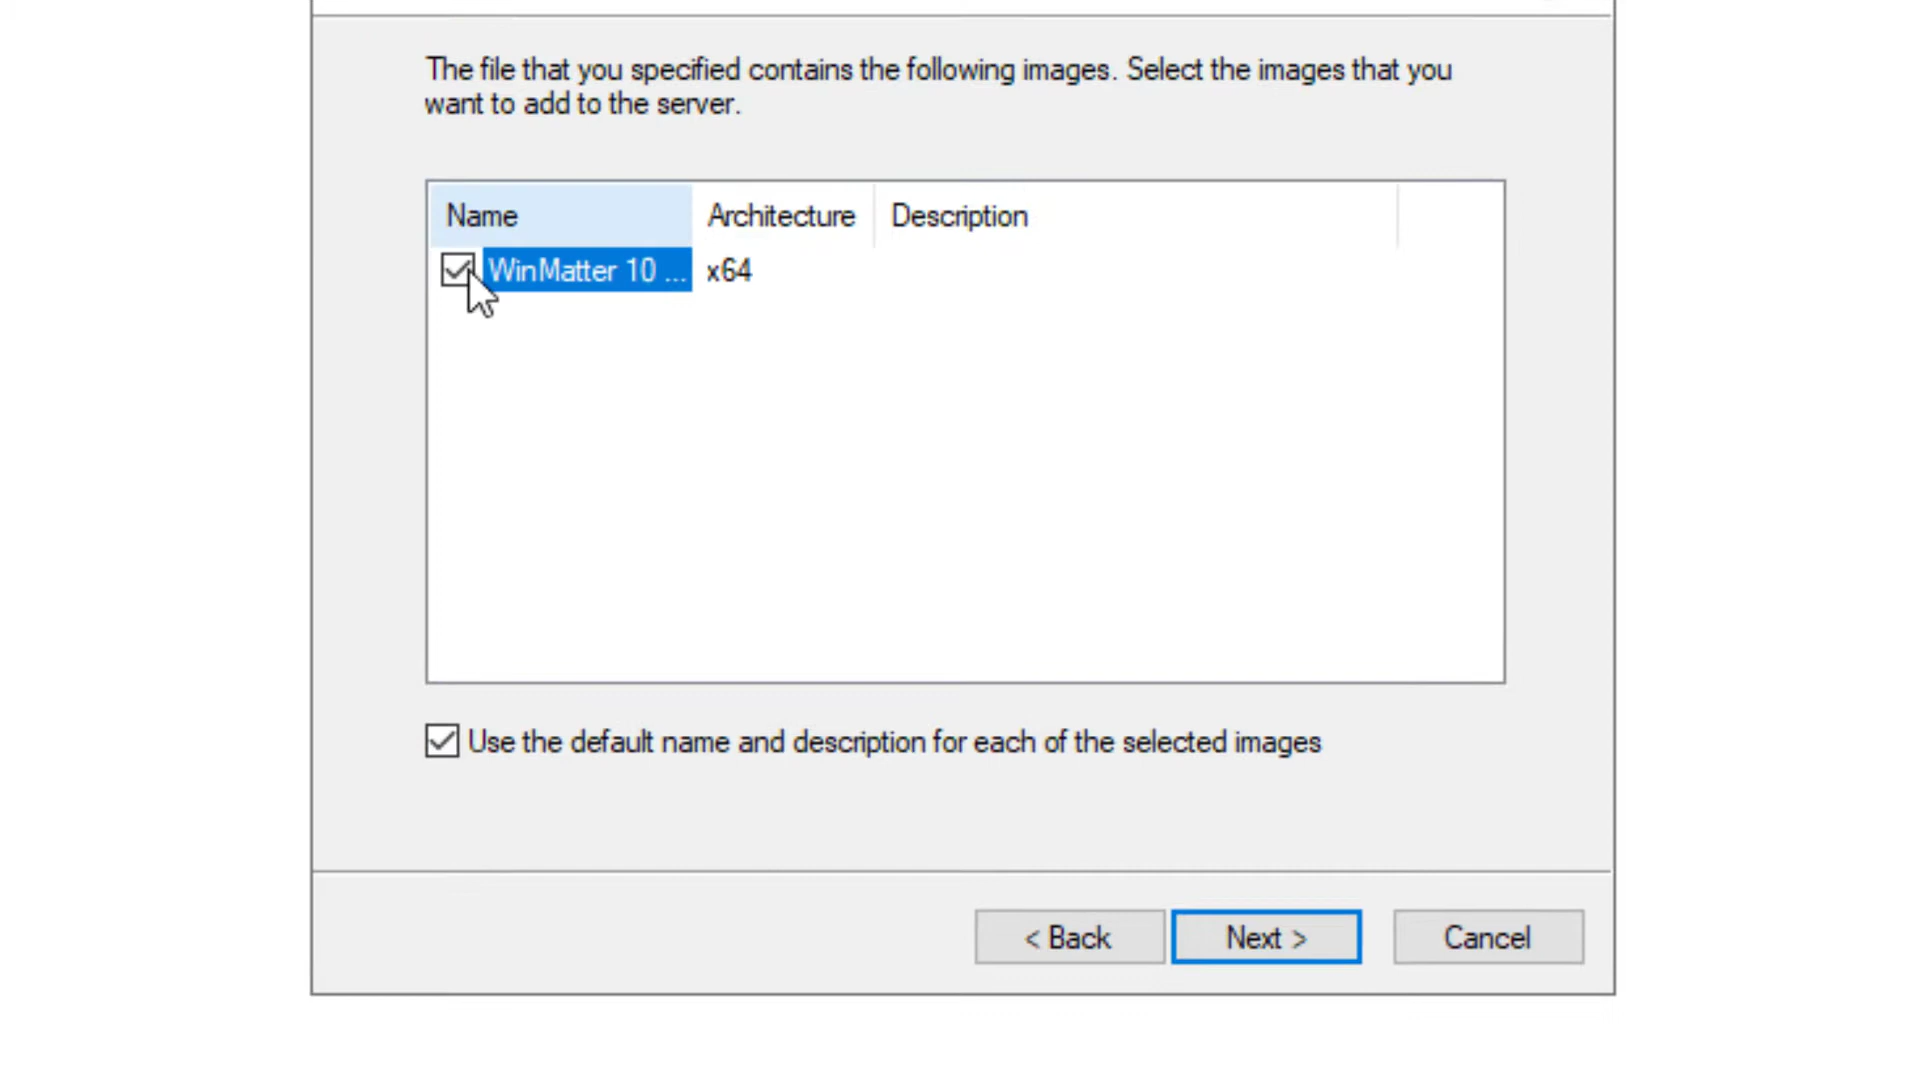 The file that you specified contains the following images. Select the images that you
want to add to the server.
Name Architecture Description
WinMatter 10 ... x64
Use the default name and description for each of the selected images
< Back Next > Cancel